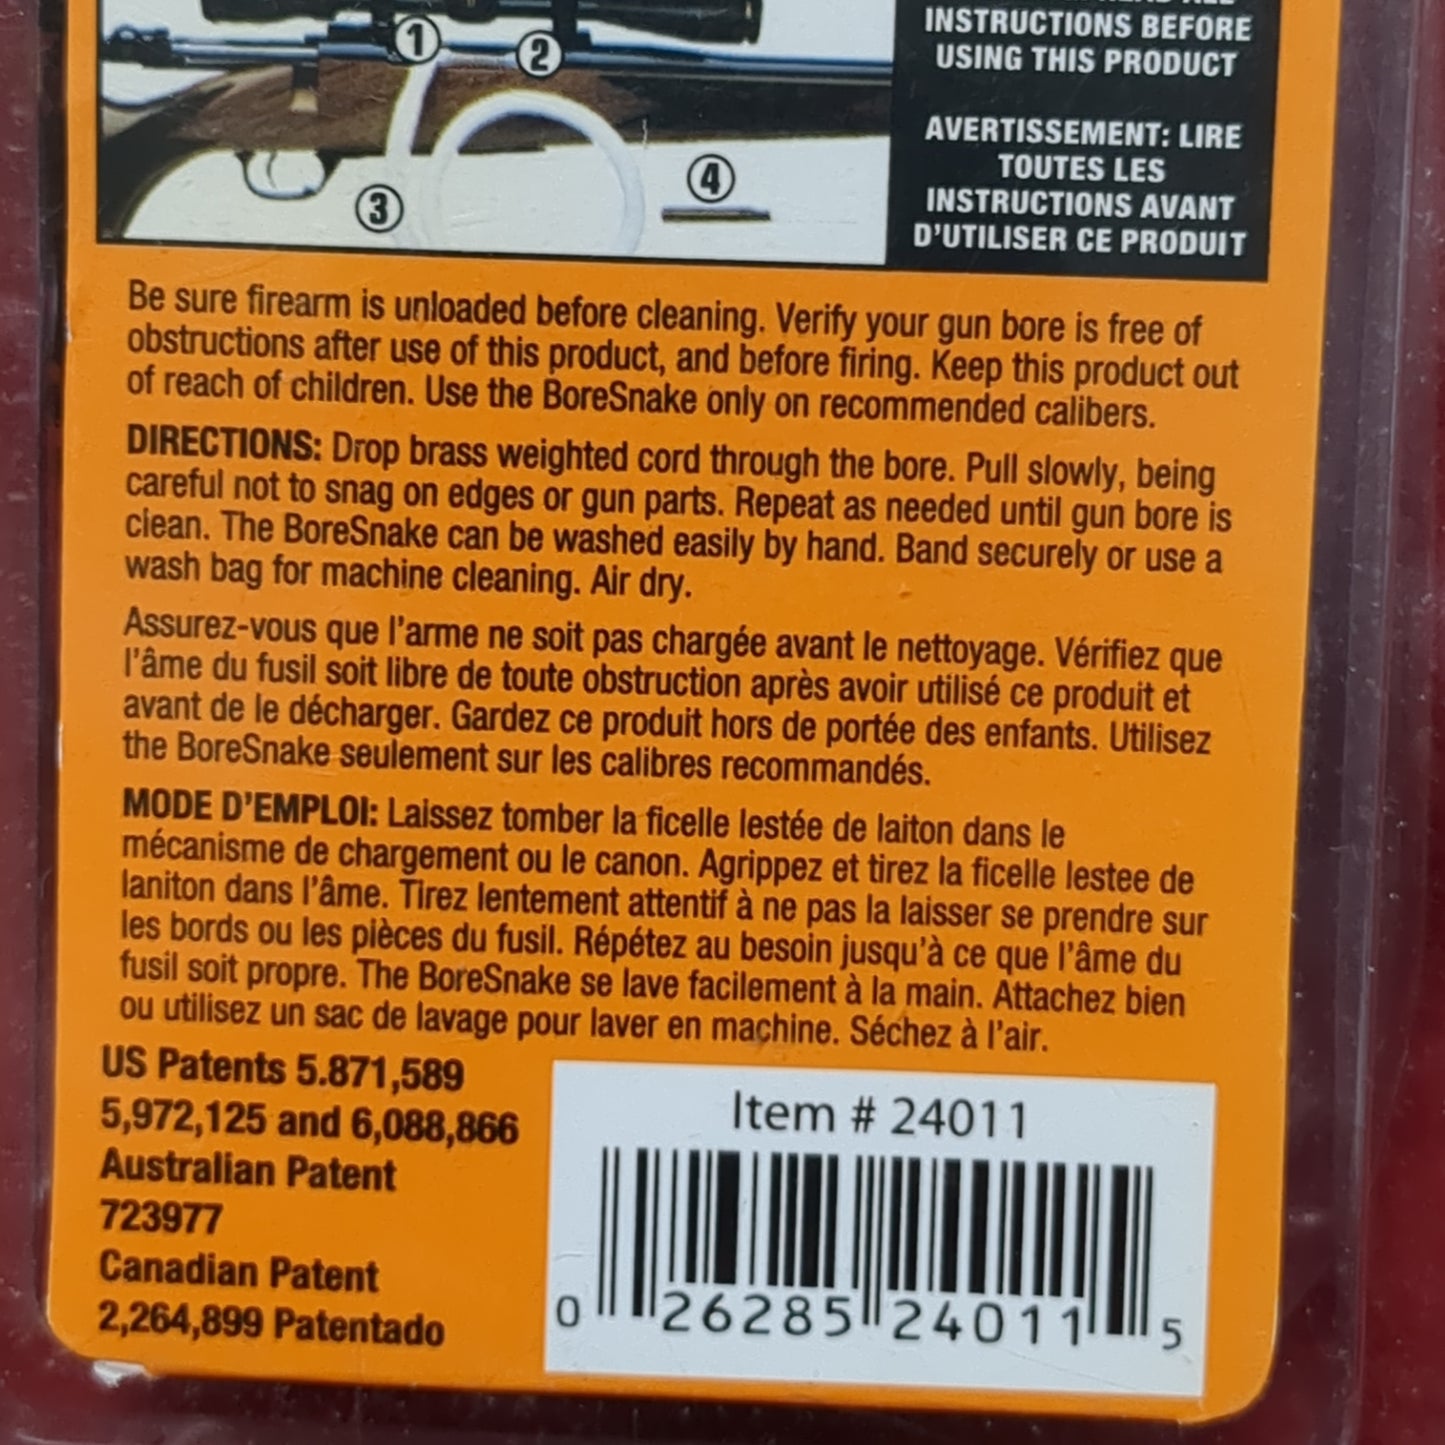 INSTRUCTIONS BEFORE
USING THIS PRODUCT
AVERTISSEMENT: LIRE
TOUTES LES
INSTRUCTIONS AVANT
D'UTILISER CE PRODUIT
1
2
3
4
Be sure firearm is unloaded before cleaning. Verify your gun bore is free of
obstructions after use of this product, and before firing. Keep this product out
of reach of children. Use the BoreSnake only on recommended calibers.
DIRECTIONS: Drop brass weighted cord through the bore. Pull slowly, being
careful not to snag on edges or gun parts. Repeat as needed until gun bore is
clean. The BoreSnake can be washed easily by hand. Band securely or use a
wash bag for machine cleaning. Air dry.
Assurez-vous que l'arme ne soit pas chargée avant le nettoyage. Vérifiez que
l'âme du fusil soit libre de toute obstruction après avoir utilisé ce produit et
avant de le décharger. Gardez ce produit hors de portée des enfants. Utilisez
the BoreSnake seulement sur les calibres recommandés.
MODE D'EMPLOI: Laissez tomber la ficelle lestée de laiton dans le
mécanisme de chargement ou le canon. Agrippez et tirez la ficelle lestee de
laniton dans l'âme. Tirez lentement attentif à ne pas la laisser se prendre sur
les bords ou les pièces du fusil. Répétez au besoin jusqu'à ce que l'âme du
fusil soit propre. The BoreSnake se lave facilement à la main. Attachez bien
ou utilisez un sac de lavage pour laver en machine. Séchez à l'air.
US Patents 5.871,589
5,972,125 and 6,088,866
Australian Patent
723977
Canadian Patent
2,264,899 Patentado
Item # 24011
0 26285 24011 5